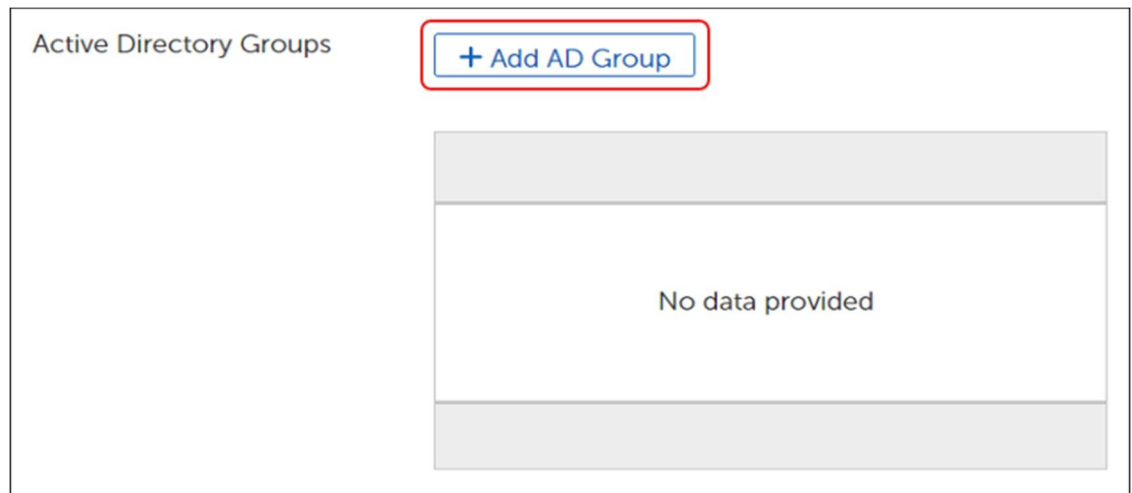 Active Directory Groups
+ Add AD Group
No data provided